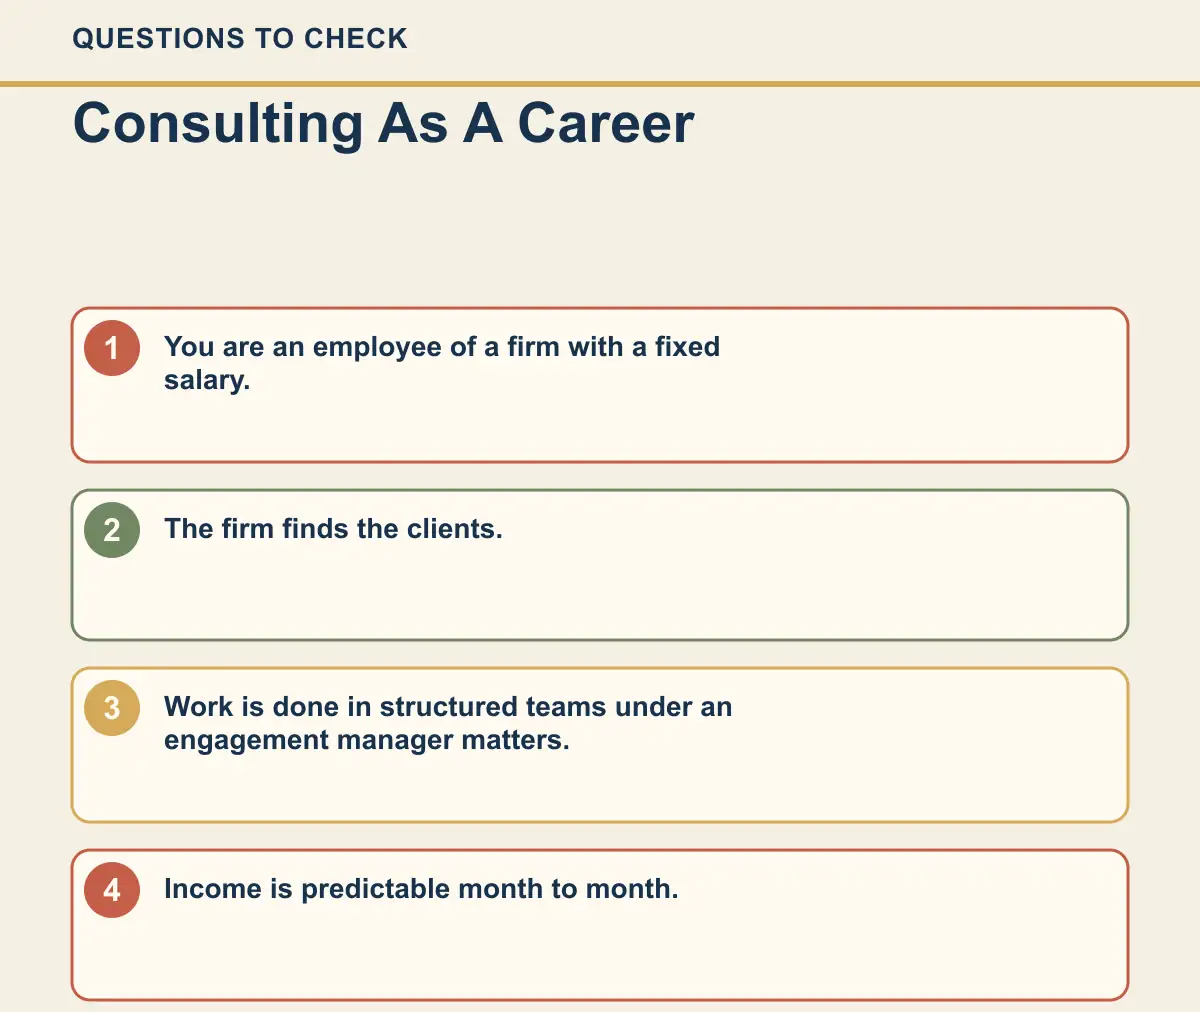 QUESTIONS TO CHECK
Consulting As A Career
1
You are an employee of a firm with a fixed
salary.
2
The firm finds the clients.
3
Work is done in structured teams under an
engagement manager matters.
4
Income is predictable month to month.